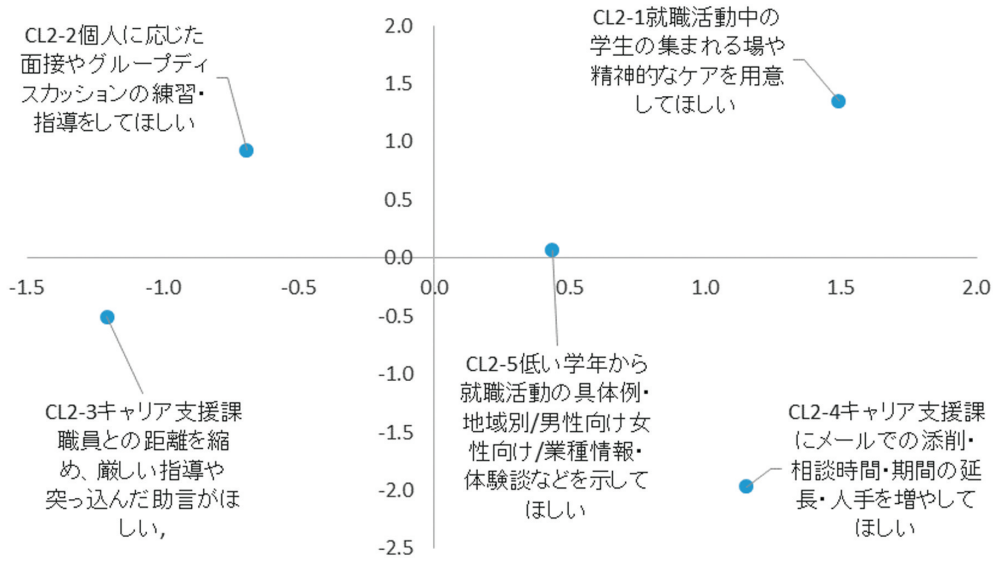 CL2-2個人に応じた
面接やグループディ
スカッションの練習・
指導をしてほしい
CL2-1就職活動中の
学生の集まれる場や
精神的なケアを用意
してほしい
2.0
1.5
1.0
0.5
0.0
-0.5
-1.0
-1.5
-2.0
-2.5
-1.5
-1.0
-0.5
0.0
0.5
1.0
1.5
2.0
CL2-3キャリア支援課
職員との距離を縮
め、厳しい指導や
突っ込んだ助言がほ
しい,
CL2-5低い学年から
就職活動の具体例・
地域別/男性向け女
性向け/業種情報・
体験談などを示して
ほしい
CL2-4キャリア支援課
にメールでの添削・
相談時間・期間の延
長・人手を増やして
ほしい